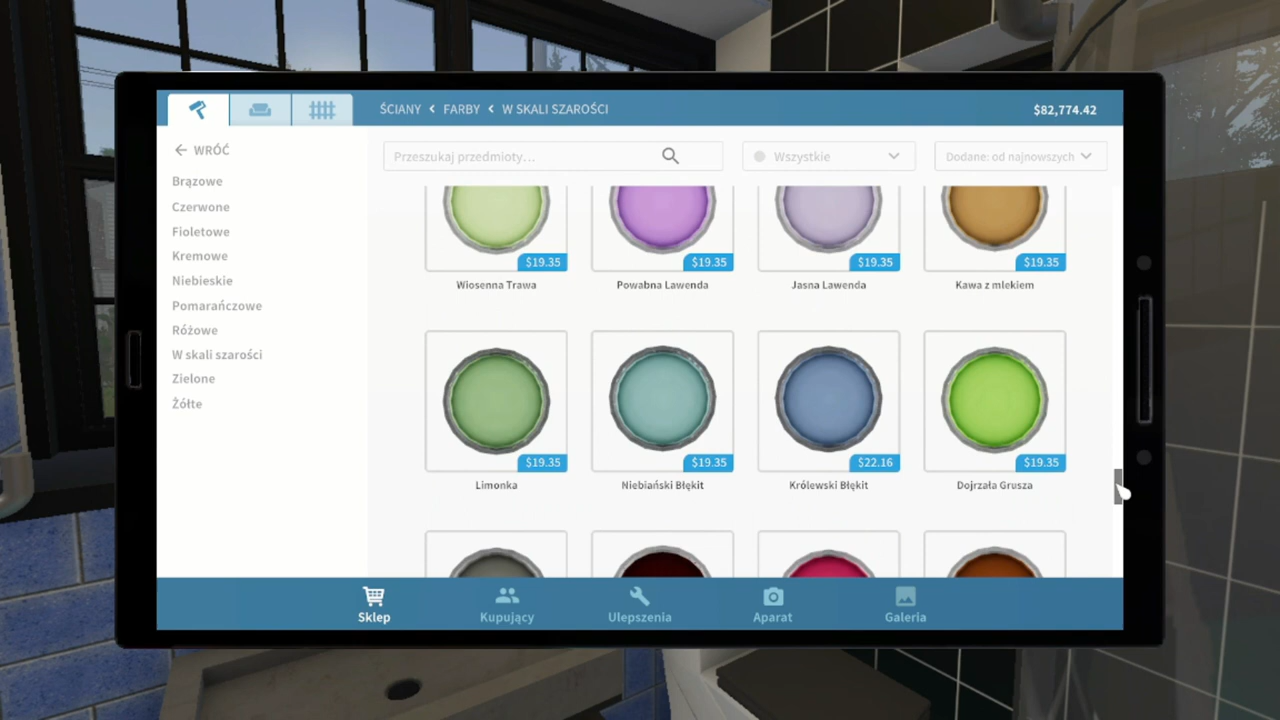 ŚCIANY < FARBY < W SKALI SZAROŚCI
$82,774.42
WRÓĆ
Przeszukaj przedmioty...
Wszystkie
Dodane: od najnowszych
Brązowe
Czerwone
Fioletowe
Kremowe
Niebieskie
Pomarańczowe
Różowe
W skali szarości
Zielone
Żółte
$19.35
$19.35
$19.35
$19.35
Wiosenna Trawa
Powabna Lawenda
Jasna Lawenda
Kawa z mlekiem
$19.35
$19.35
$22.16
$19.35
Limonka
Niebiański Błękit
Królewski Błękit
Dojrzała Grusza
Sklep
Kupujący
Ulepszenia
Aparat
Galeria